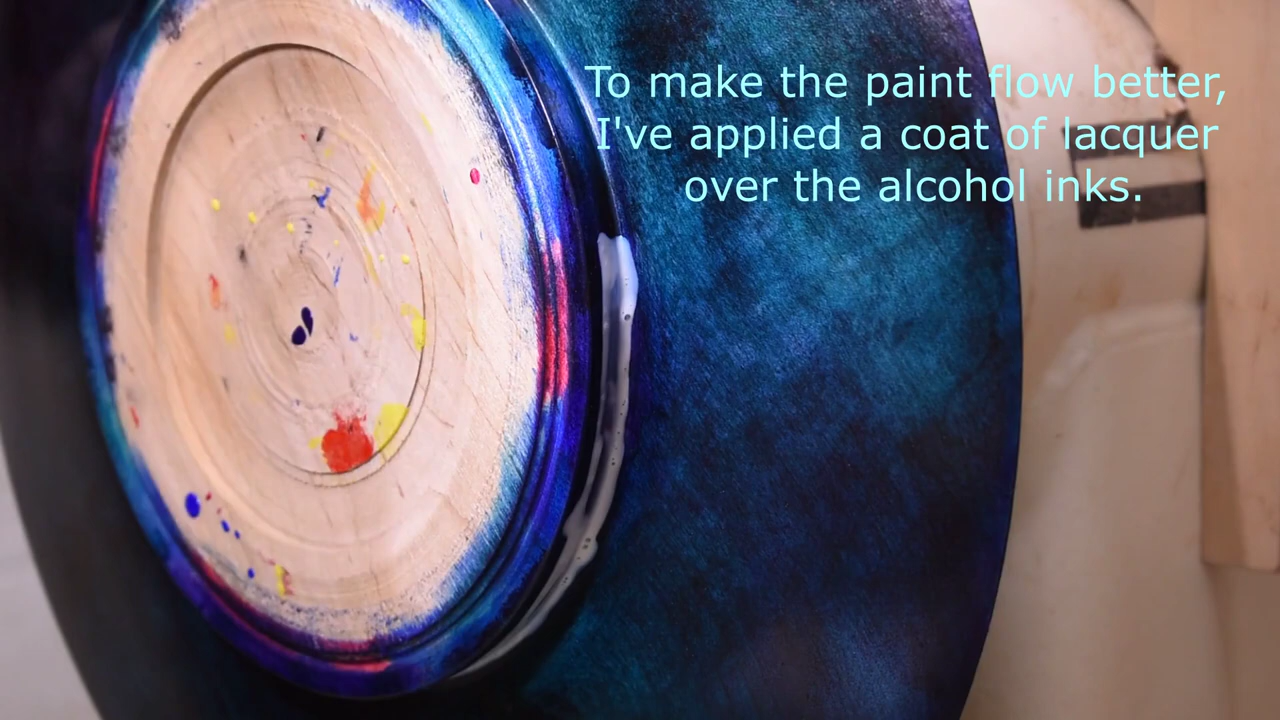 To make the paint flow better,
I've applied a coat of lacquer
over the alcohol inks.